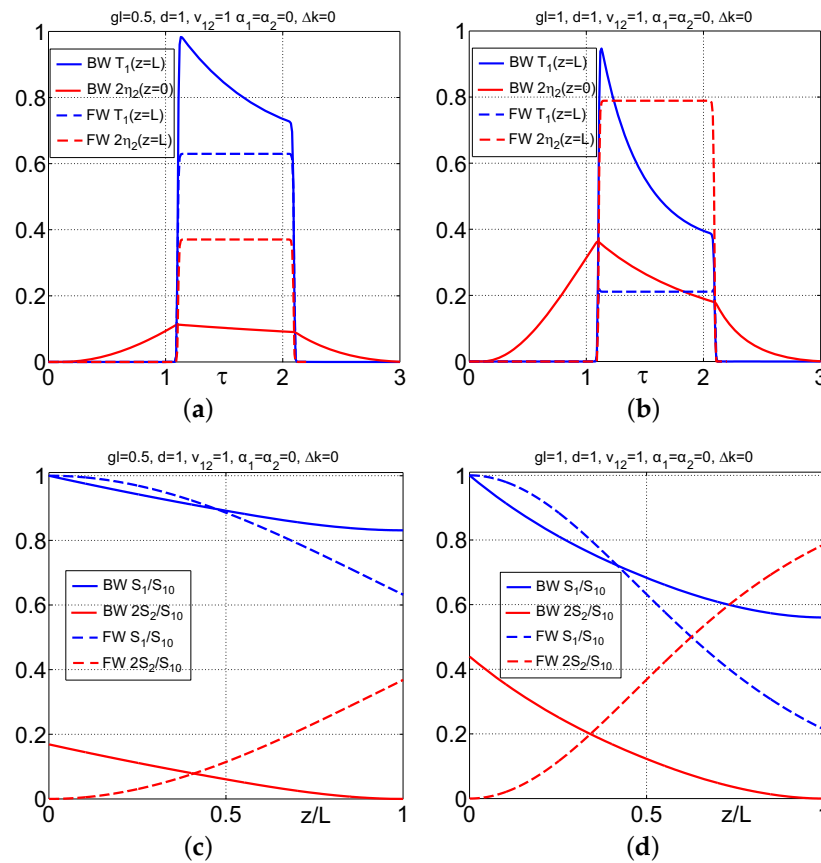 gl=0.5, d=1, v₁₂=1 α₁=α₂=0, Δk=0
1
0.8
0.6
0.4
0.2
0
0 1 2 3
τ
BW T₁(z=L)
BW 2η₂(z=0)
FW T₁(z=L)
FW 2η₂(z=L)
(a)
gl=1, d=1, v₁₂=1, α₁=α₂=0, Δk=0
1
0.8
0.6
0.4
0.2
0
0 1 2 3
τ
BW T₁(z=L)
BW 2η₂(z=0)
FW T₁(z=L)
FW 2η₂(z=L)
(b)
gl=0.5, d=1, v₁₂=1, α₁=α₂=0, Δk=0
1
0.8
0.6
0.4
0.2
0
0 0.5 1
z/L
BW S₁/S₁₀
BW 2S₂/S₁₀
FW S₁/S₁₀
FW 2S₂/S₁₀
(c)
gl=1, d=1, v₁₂=1, α₁=α₂=0, Δk=0
1
0.8
0.6
0.4
0.2
0
0 0.5 1
z/L
BW S₁/S₁₀
BW 2S₂/S₁₀
FW S₁/S₁₀
FW 2S₂/S₁₀
(d)